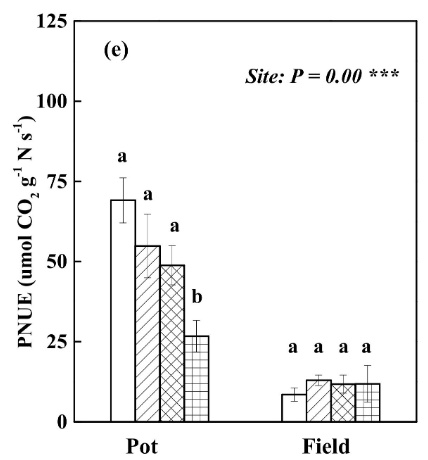 125
(e)
Site: P = 0.00 ***
100
a
a
a
75
PNUE (umol CO2 g-1 N s-1)
50
b
25
a a a a
0
Pot Field